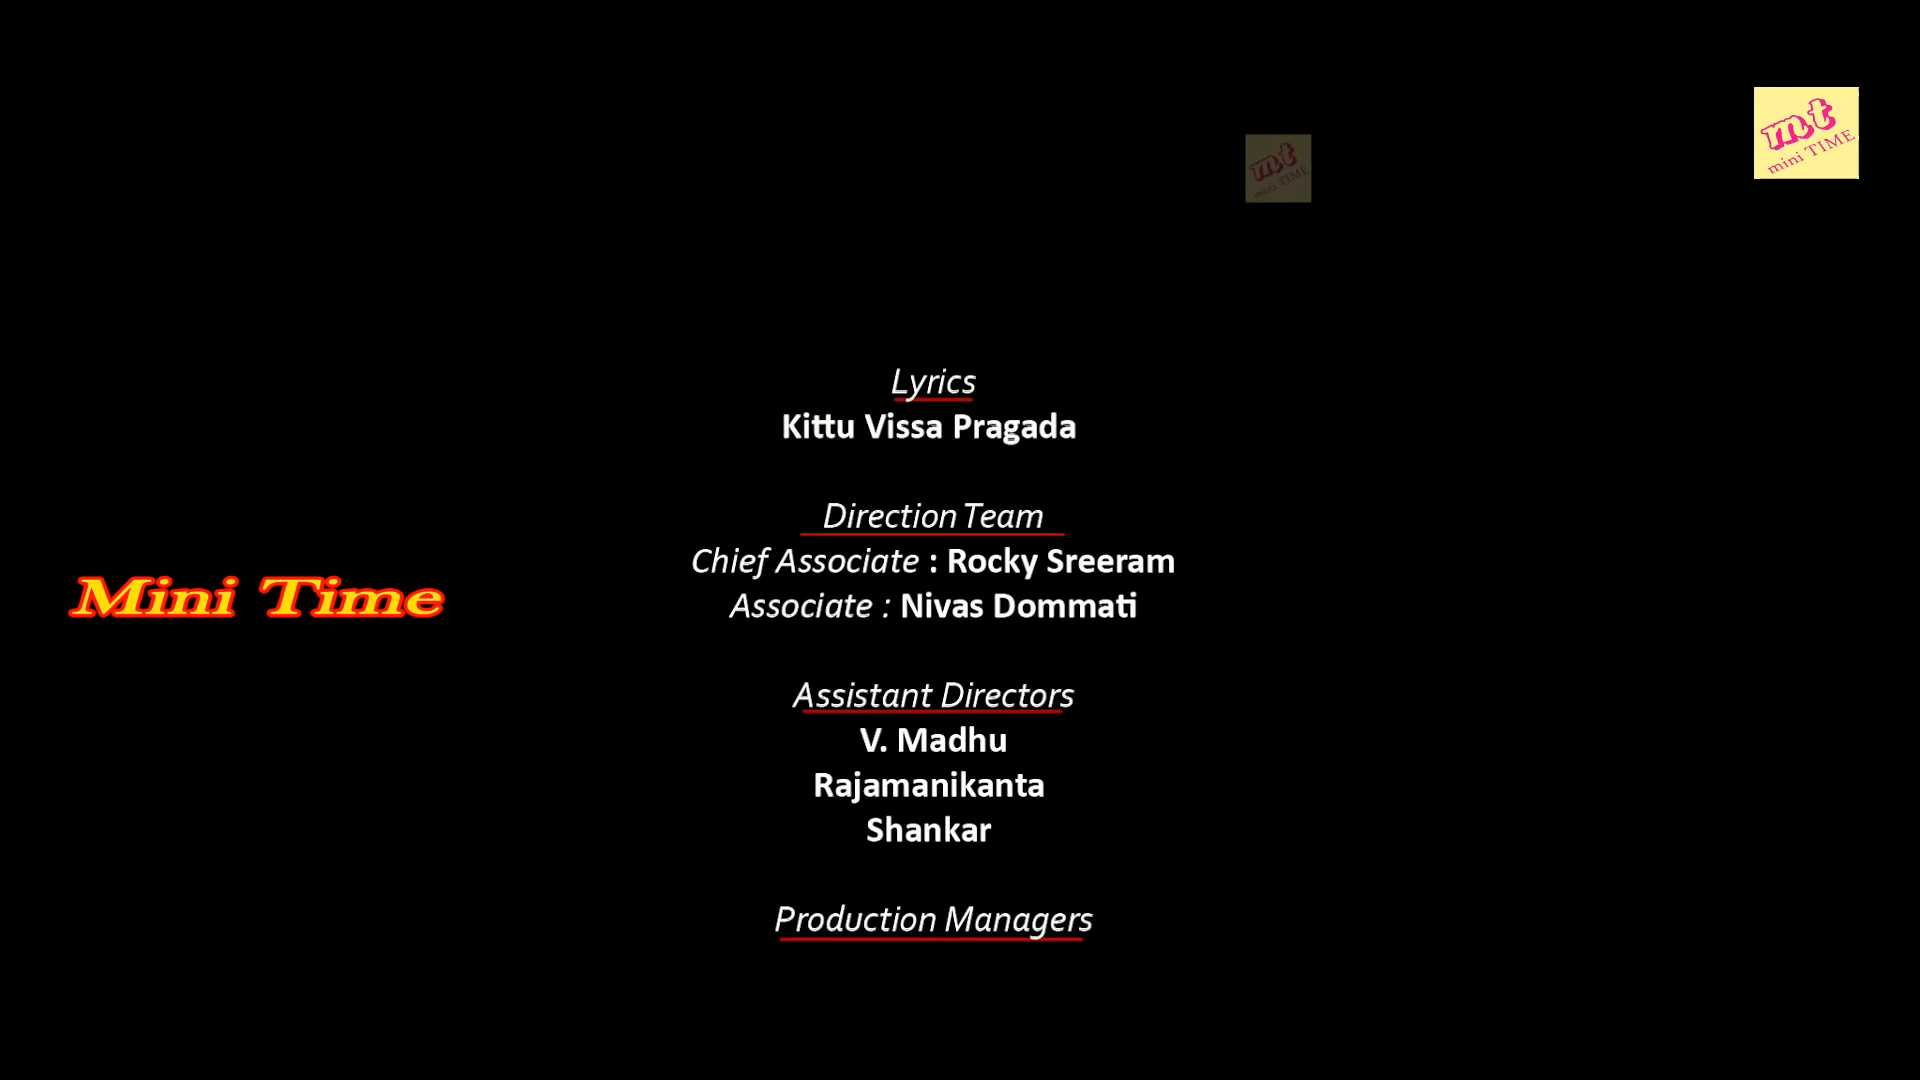 mt
mini TIME
mt
mini TIME
Lyrics
Kittu Vissa Pragada
Direction Team
Chief Associate : Rocky Sreeram
Associate : Nivas Dommati
Mini Time
Assistant Directors
V. Madhu
Rajamanikanta
Shankar
Production Managers